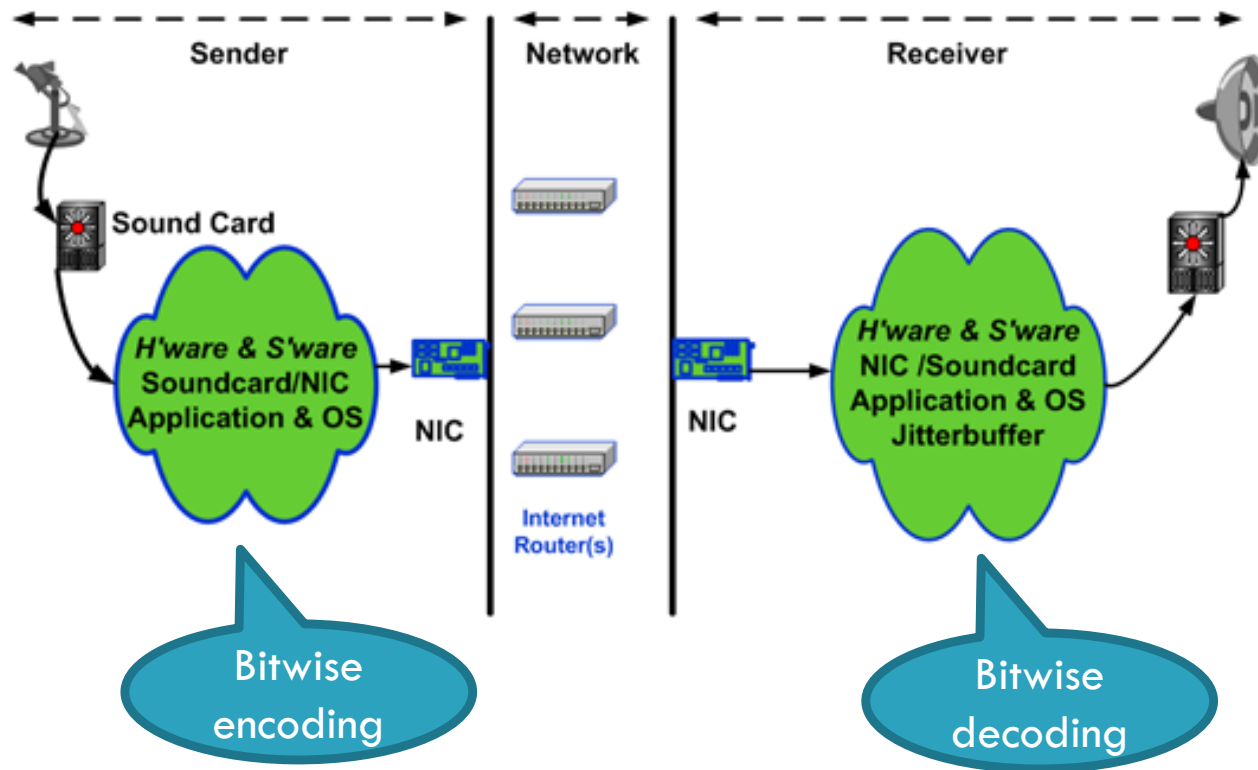 Sender
Network
Receiver
Sound Card
H'ware & S'ware
Soundcard/NIC
Application & OS
NIC
Internet
Router(s)
NIC
H'ware & S'ware
NIC /Soundcard
Application & OS
Jitterbuffer
Bitwise
encoding
Bitwise
decoding